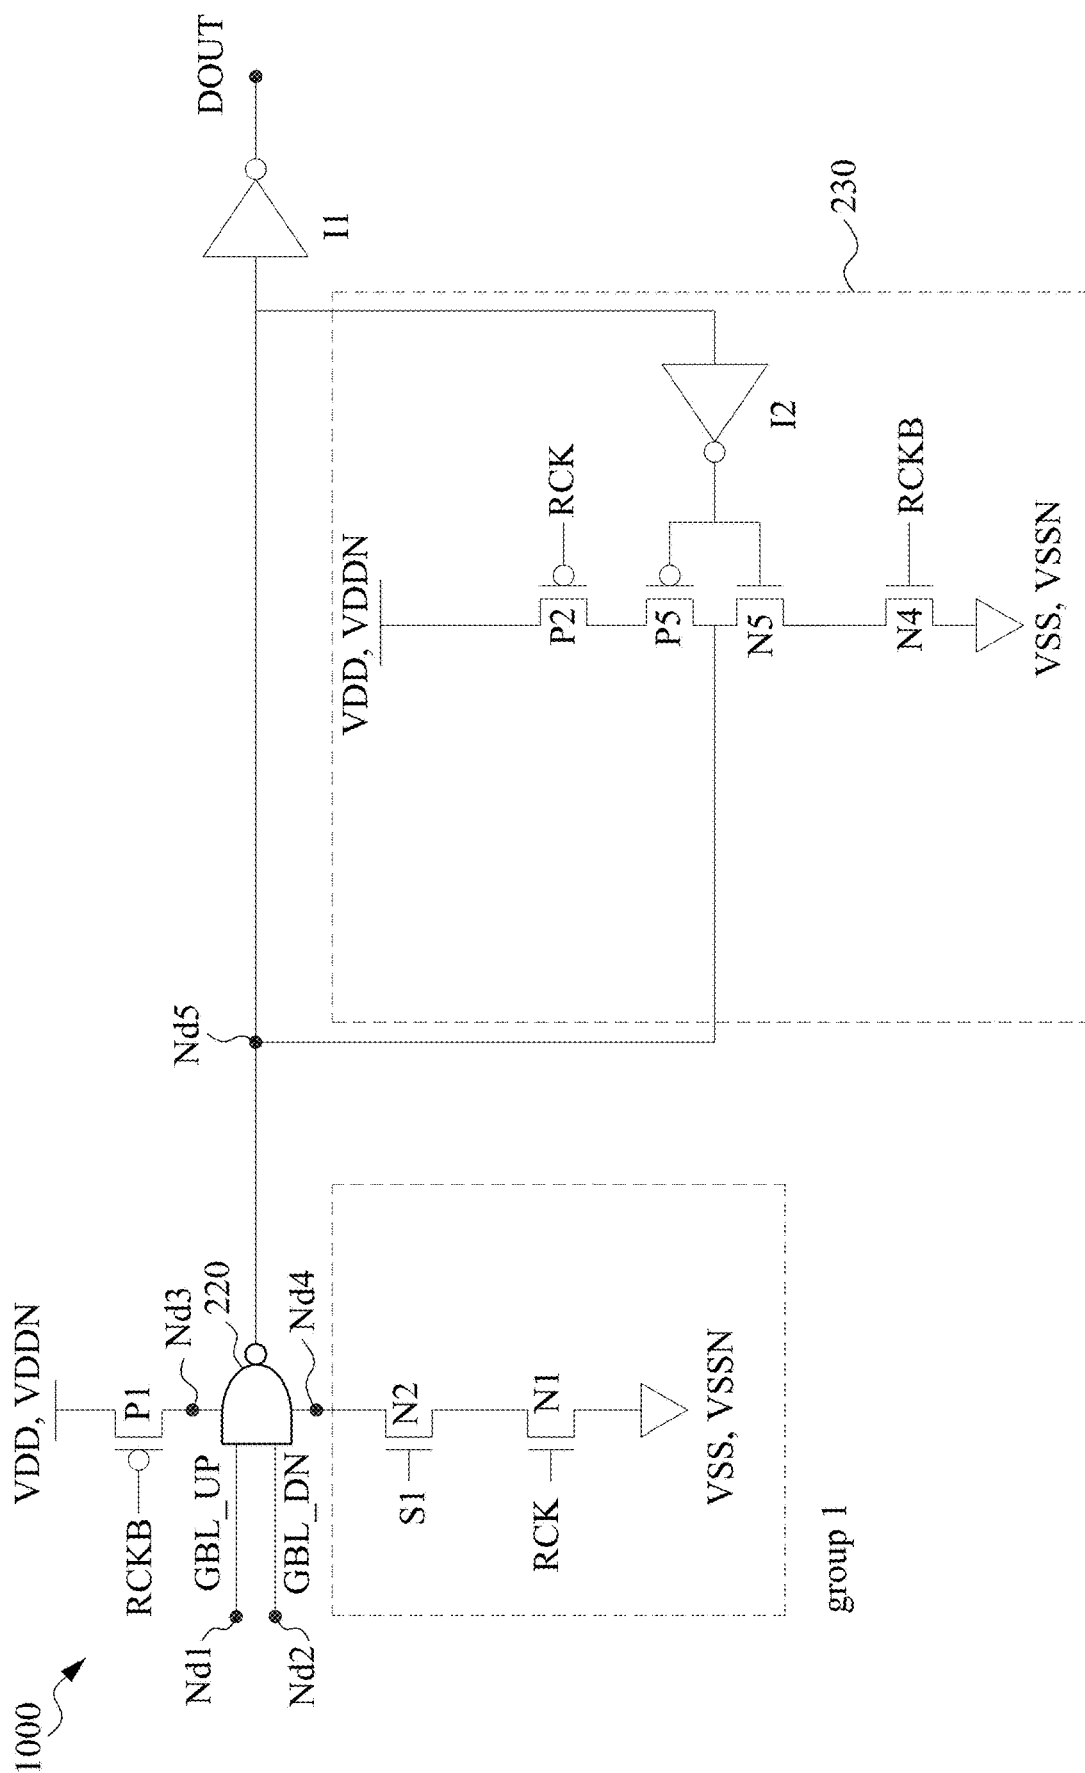 1000
VDD, VDDN
RCKB
P1
Nd3
220
GBL_UP
GBL_DN
Nd1
Nd2
Nd4
S1
N2
RCK
N1
VSS, VSSN
group 1
Nd5
I1
DOUT
230
VDD, VDDN
P2
RCK
P5
N5
I2
N4
RCKB
VSS, VSSN